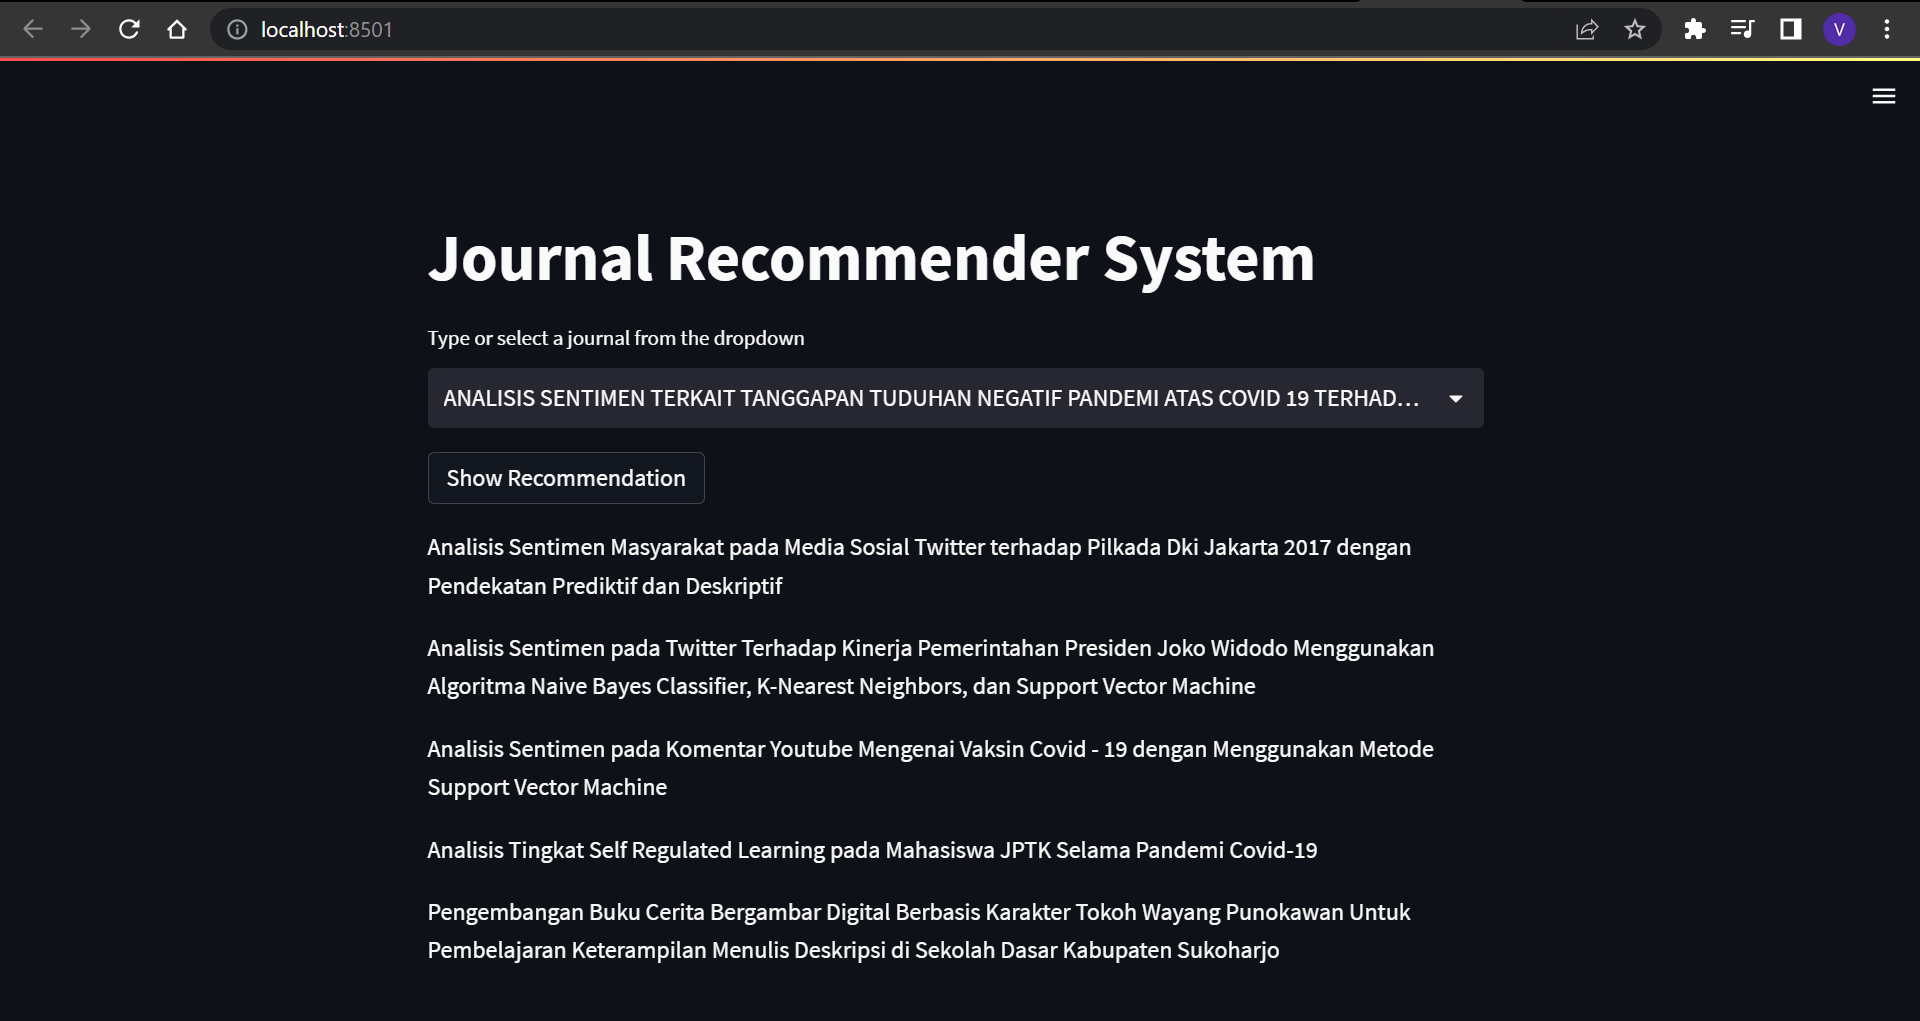 localhost:8501
V
Journal Recommender System
Type or select a journal from the dropdown
ANALISIS SENTIMEN TERKAIT TANGGAPAN TUDUHAN NEGATIF PANDEMI ATAS COVID 19 TERHAD...
Show Recommendation
Analisis Sentimen Masyarakat pada Media Sosial Twitter terhadap Pilkada Dki Jakarta 2017 dengan
Pendekatan Prediktif dan Deskriptif
Analisis Sentimen pada Twitter Terhadap Kinerja Pemerintahan Presiden Joko Widodo Menggunakan
Algoritma Naive Bayes Classifier, K-Nearest Neighbors, dan Support Vector Machine
Analisis Sentimen pada Komentar Youtube Mengenai Vaksin Covid - 19 dengan Menggunakan Metode
Support Vector Machine
Analisis Tingkat Self Regulated Learning pada Mahasiswa JPTK Selama Pandemi Covid-19
Pengembangan Buku Cerita Bergambar Digital Berbasis Karakter Tokoh Wayang Punokawan Untuk
Pembelajaran Keterampilan Menulis Deskripsi di Sekolah Dasar Kabupaten Sukoharjo